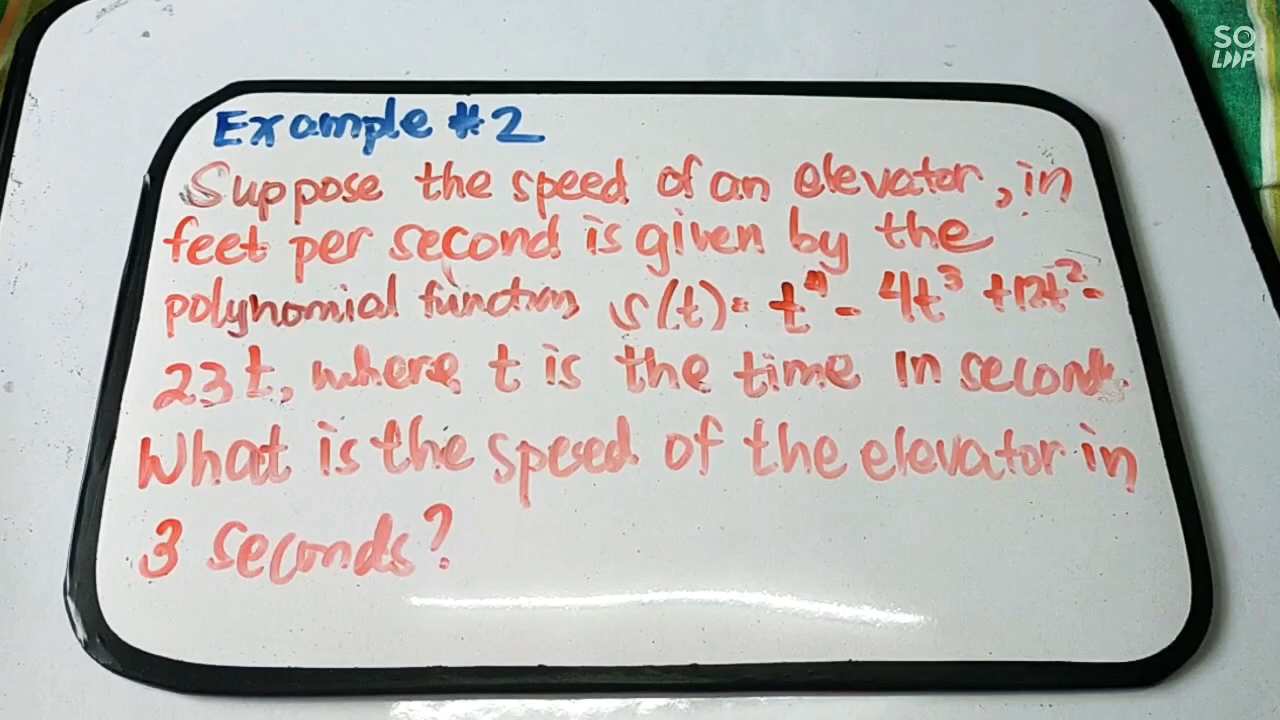 SO
LOOP
Example #2
Suppose the speed of an elevator, in
feet per second is given by the
polynomial function, s(t) = t⁴ - 4t³ + 12t² -
23t, where t is the time in seconds.
What is the speed of the elevator in
3 seconds?